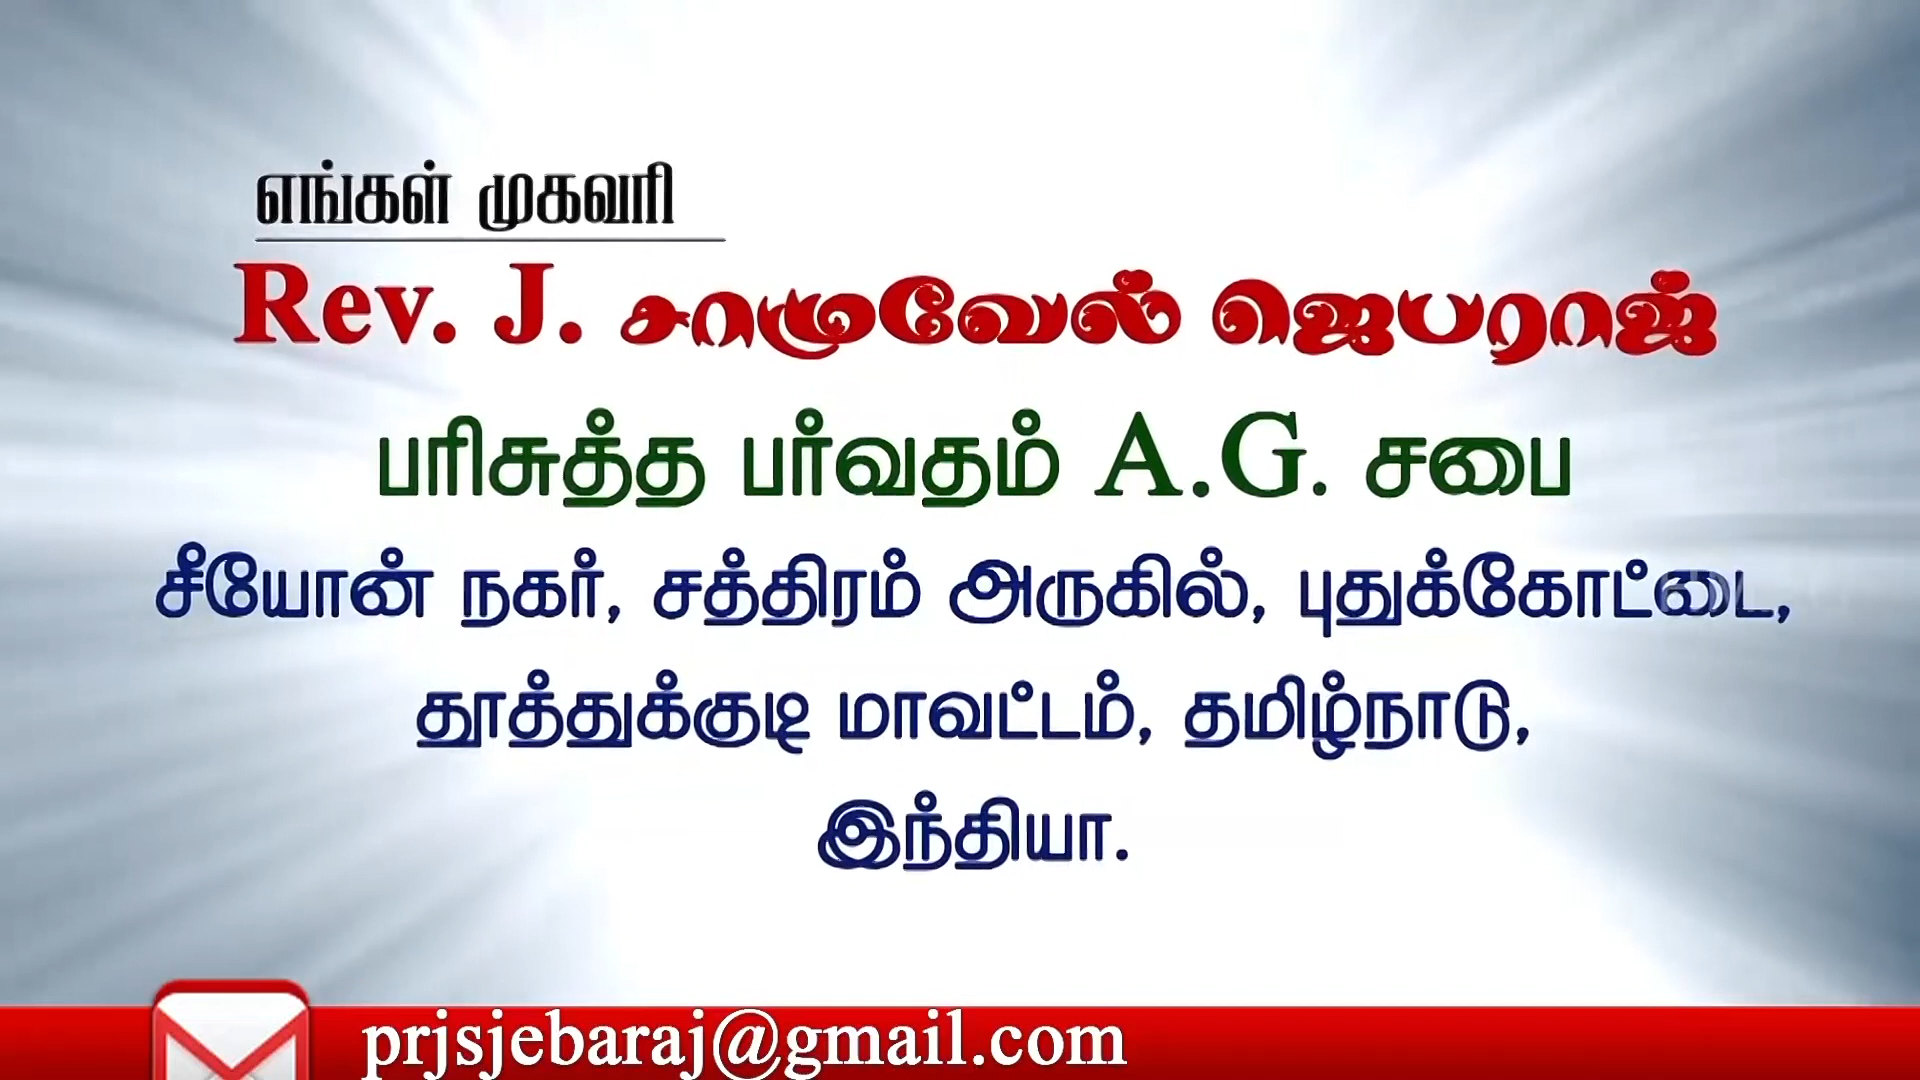 எங்கள் முகவரி
Rev. J. சாமுவேல் ஜெபராஜ்
பரிசுத்த பர்வதம் A.G. சபை
சீயோன் நகர், சத்திரம் அருகில், புதுக்கோட்டை,
தூத்துக்குடி மாவட்டம், தமிழ்நாடு,
இந்தியா.
prjsjebaraj@gmail.com